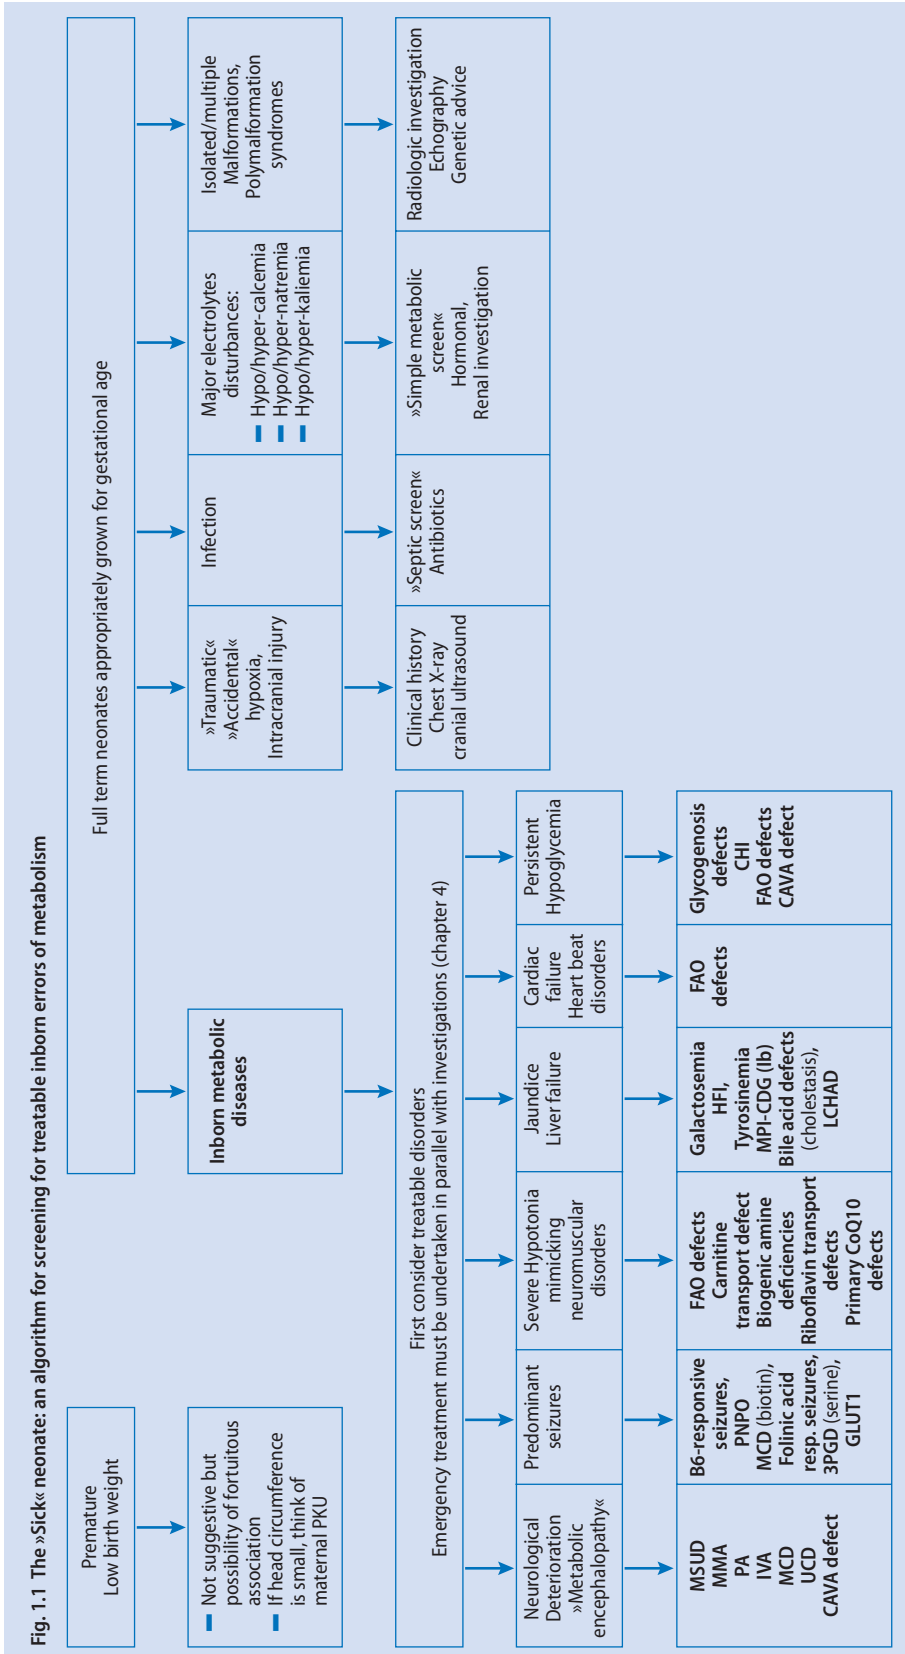 Fig. 1.1 The »Sick« neonate: an algorithm for screening for treatable inborn errors of metabolism
Premature
Low birth weight
Full term neonates appropriately grown for gestational age
Not suggestive but
possibility of fortuitous
association
If head circumference
is small, think of
maternal PKU
Inborn metabolic
diseases
»Traumatic«
»Accidental«
hypoxia,
Intracranial injury
Infection
Major electrolytes
disturbances:
Hypo/hyper-calcemia
Hypo/hyper-natremia
Hypo/hyper-kaliemia
Isolated/multiple
Malformations,
Polymalformation
syndromes
First consider treatable disorders
Emergency treatment must be undertaken in parallel with investigations (chapter 4)
Clinical history
Chest X-ray
cranial ultrasound
»Septic screen«
Antibiotics
»Simple metabolic
screen«
Hormonal,
Renal investigation
Radiologic investigation
Echography
Genetic advice
Neurological
Deterioration
»Metabolic
encephalopathy«
Predominant
seizures
Severe Hypotonia
mimicking
neuromuscular
disorders
Jaundice
Liver failure
Cardiac
failure
Heart beat
disorders
Persistent
Hypoglycemia
MSUD
MMA
PA
IVA
MCD
UCD
CAVA defect
B6-responsive
seizures,
PNPO
MCD (biotin),
Folinic acid
resp. seizures,
3PGD (serine),
GLUT1
FAO defects
Carnitine
transport defect
Biogenic amine
deficiencies
Riboflavin transport
defects
Primary CoQ10
defects
Galactosemia
HFI,
Tyrosinemia
MPI-CDG (Ib)
Bile acid defects
(cholestasis),
LCHAD
FAO
defects
Glycogenosis
defects
CHI
FAO defects
CAVA defect